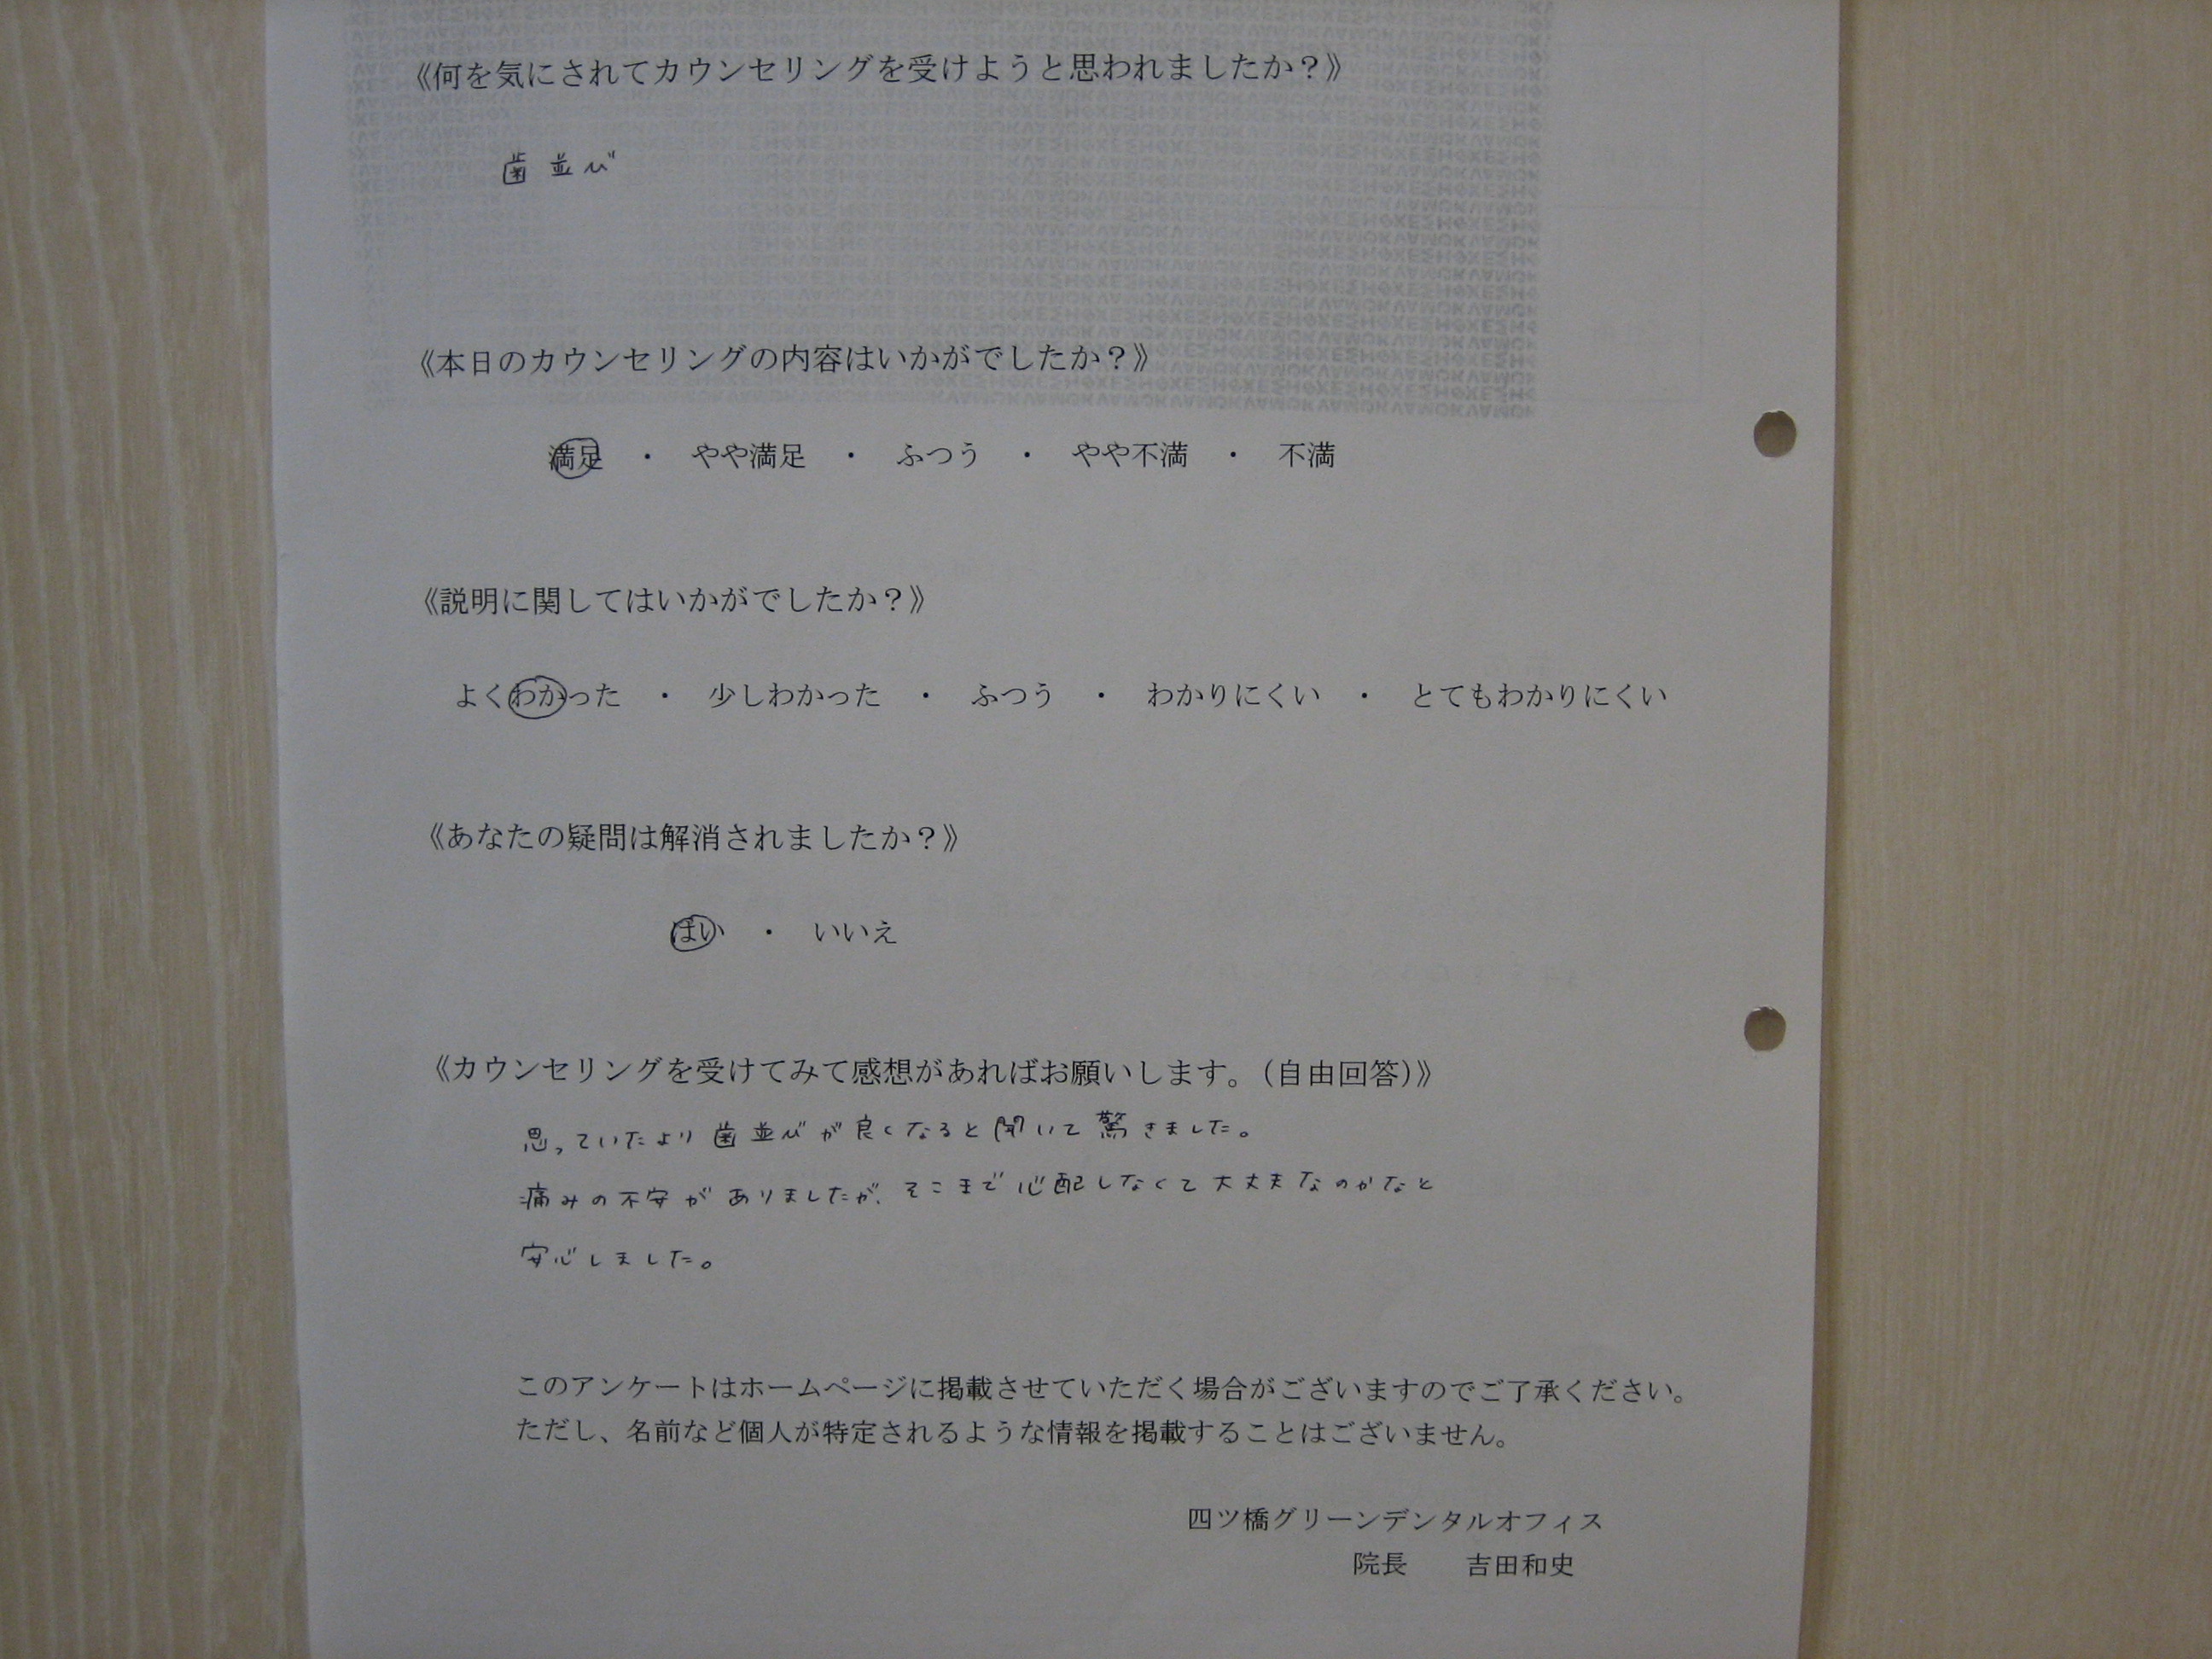 《何を気にされてカウンセリングを受けようと思われましたか？》
歯並び
《本日のカウンセリングの内容はいかがでしたか？》
満足 ・ やや満足 ・ ふつう ・ やや不満 ・ 不満
《説明に関してはいかがでしたか？》
よくわかった ・ 少しわかった ・ ふつう ・ わかりにくい ・ とてもわかりにくい
《あなたの疑問は解消されましたか？》
はい ・ いいえ
《カウンセリングを受けてみて感想があればお願いします。（自由回答）》
思っていたより歯並びが良くなると聞いて驚きました。
痛みの不安がありましたが、そこまで心配しなくて大丈夫なのかなと
安心しました。
このアンケートはホームページに掲載させていただく場合がございますのでご了承ください。
ただし、名前など個人が特定されるような情報を掲載することはございません。
四ツ橋グリーンデンタルオフィス
院長 吉田和史